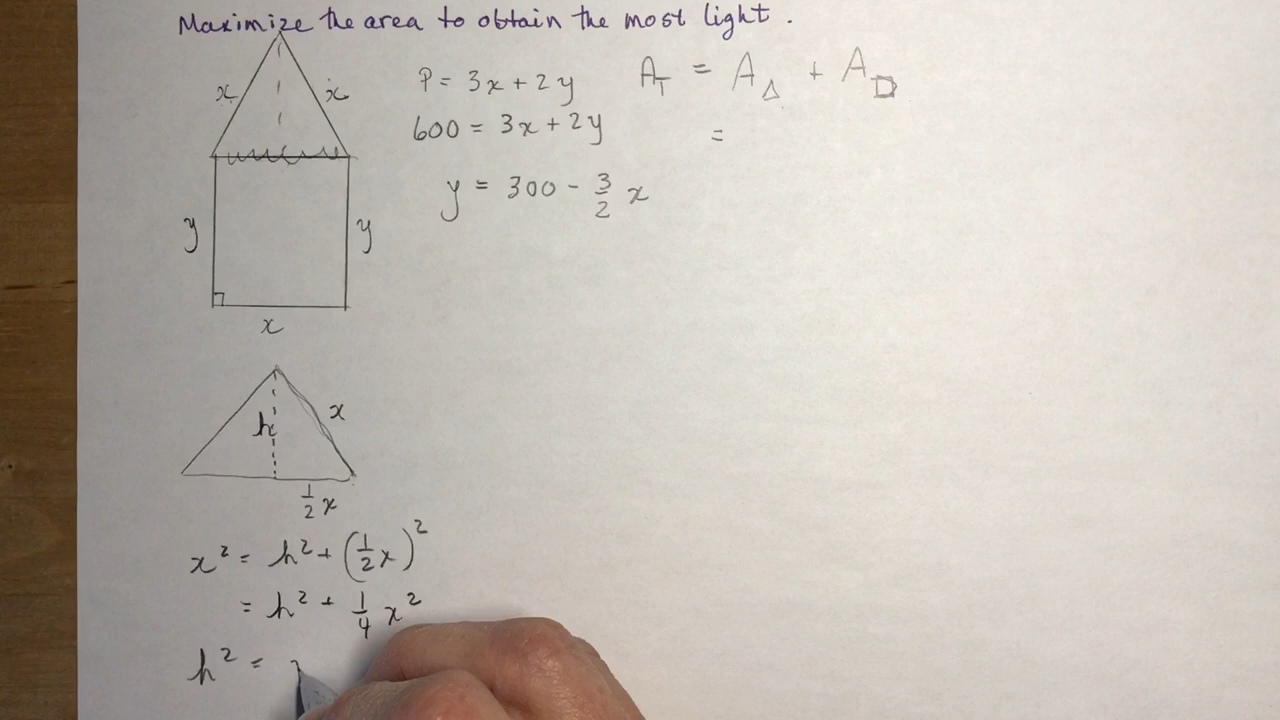 Maximize the area to obtain the most light.
x x
y y
x
P = 3x + 2y
600 = 3x + 2y
y = 300 - 3/2 x
A_T = A_△ + A_□
=
h x
1/2 x
x² = h² + (1/2 x)²
= h² + 1/4 x²
h² =